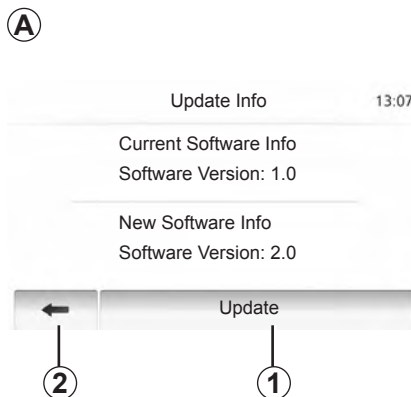 A
Update Info 13:07
Current Software Info
Software Version: 1.0
New Software Info
Software Version: 2.0
Update
2 1